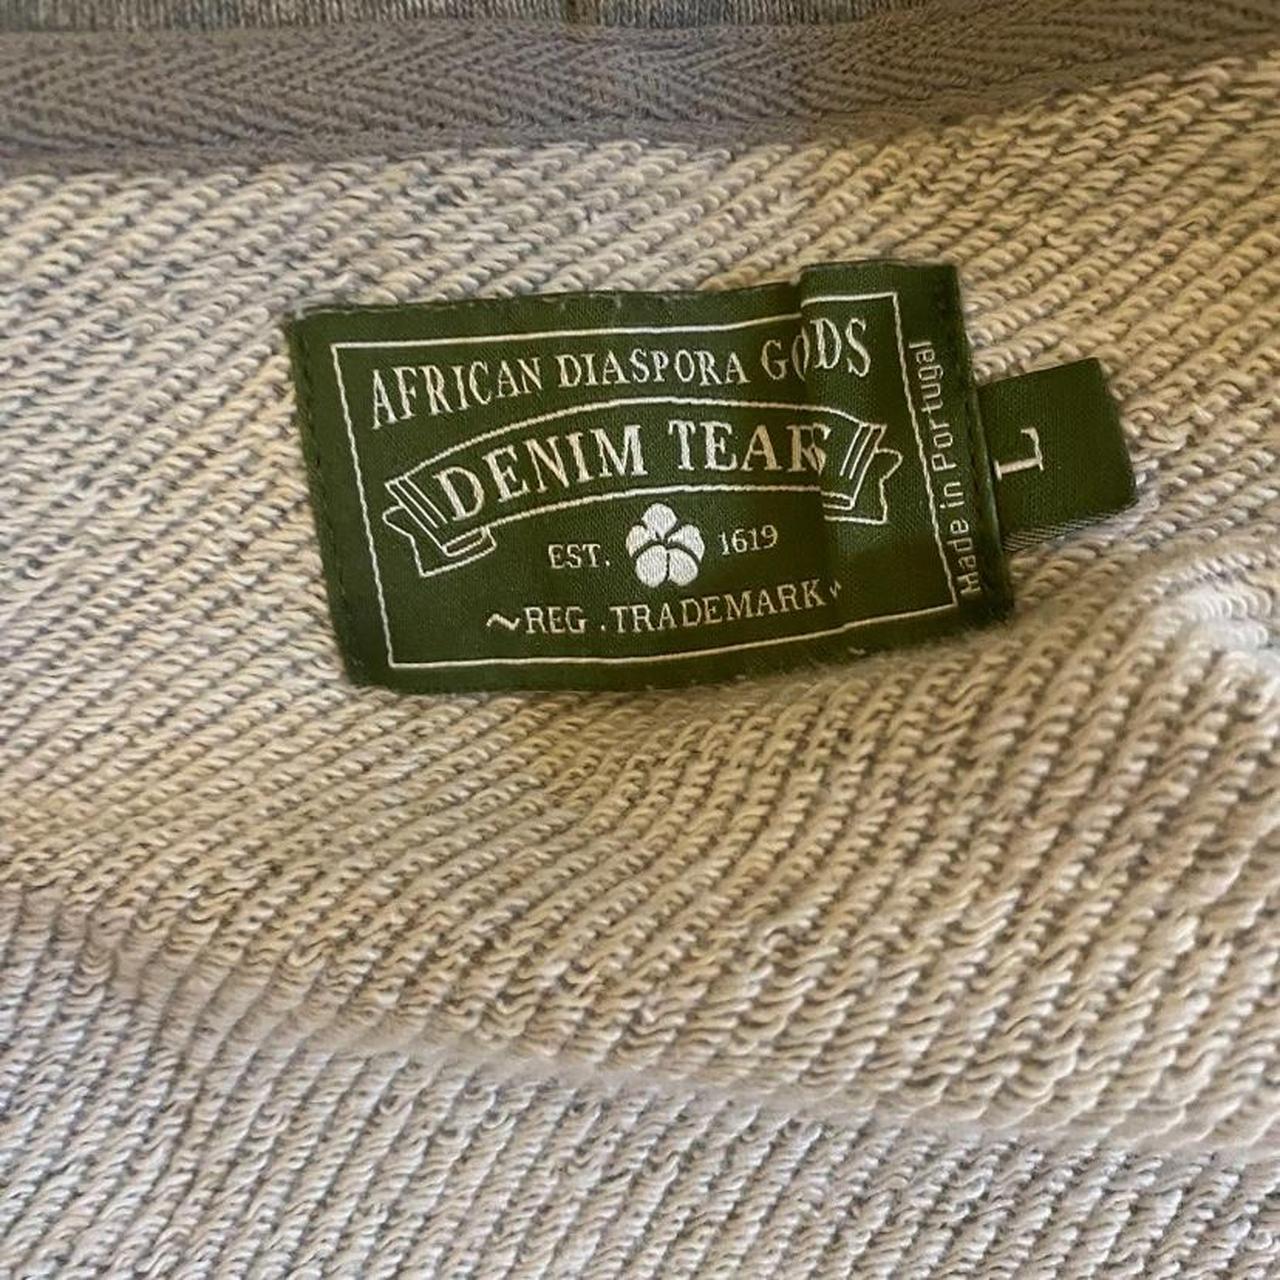 AFRICAN DIASPORA GODS
DENIM TEARS
EST. 1619
~REG .TRADEMARK~
Made in Portugal
L